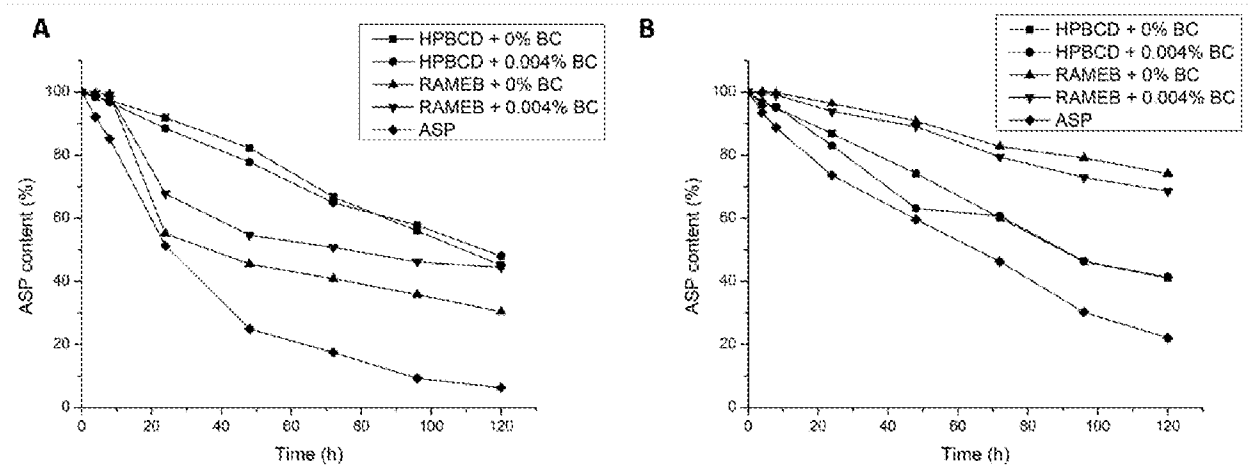 A
HPBCD + 0% BC
HPBCD + 0.004% BC
RAMEB + 0% BC
RAMEB + 0.004% BC
ASP
100
80
60
40
20
0
ASP content (%)
0 20 40 60 80 100 120
Time (h)
B
HPBCD + 0% BC
HPBCD + 0.004% BC
RAMEB + 0% BC
RAMEB + 0.004% BC
ASP
100
80
60
40
20
0
ASP content (%)
0 20 40 60 80 100 120
Time (h)